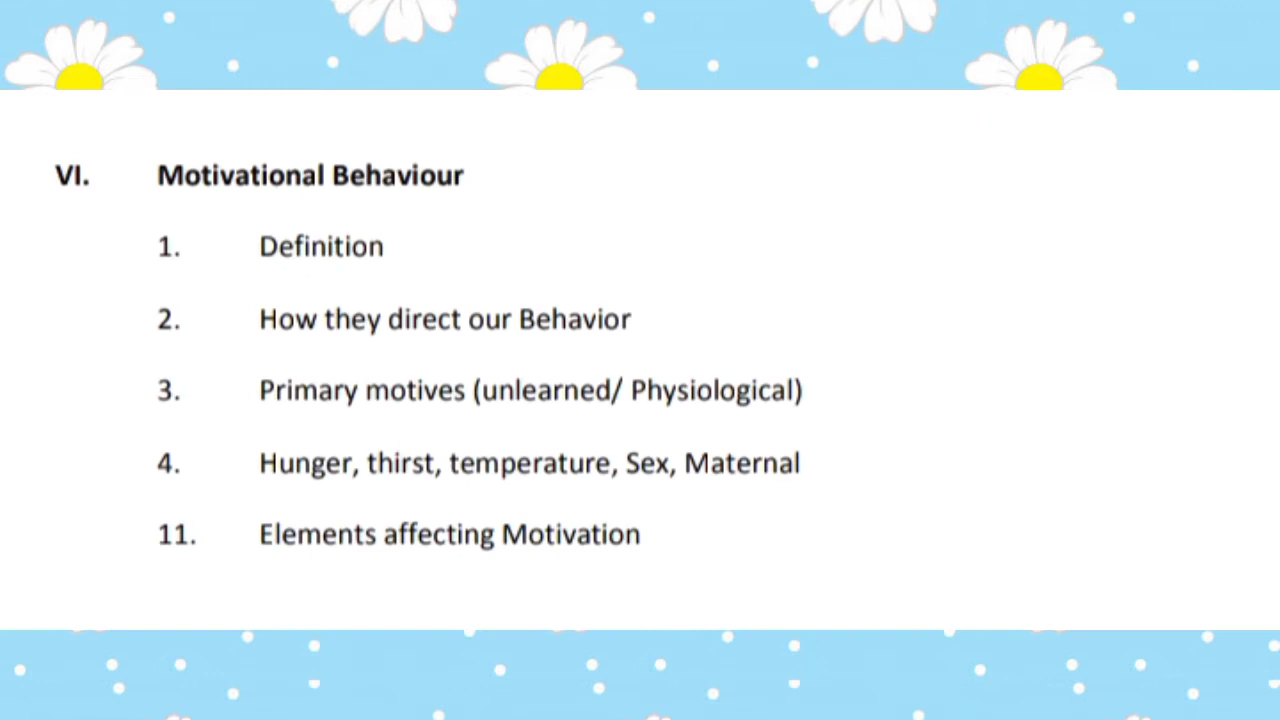 VI. Motivational Behaviour
1. Definition
2. How they direct our Behavior
3. Primary motives (unlearned/ Physiological)
4. Hunger, thirst, temperature, Sex, Maternal
11. Elements affecting Motivation